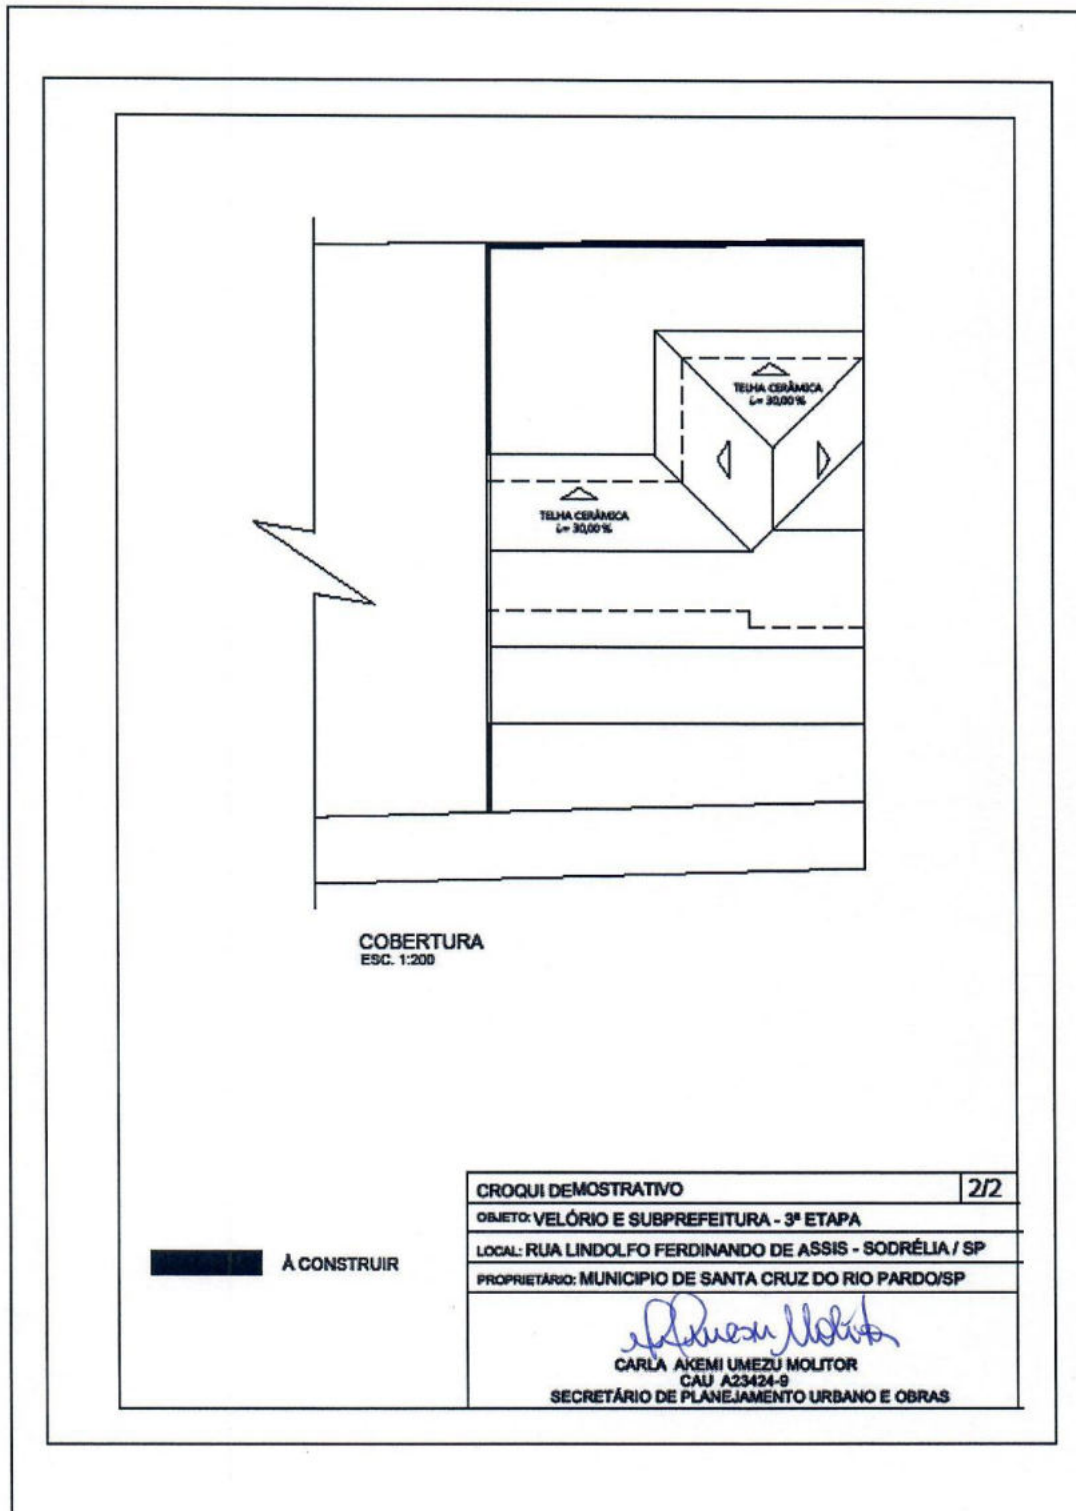 TELHA CERÂMICA
i= 30,00 %
TELHA CERÂMICA
i= 30,00 %
COBERTURA
ESC. 1:200
À CONSTRUIR
CROQUI DEMOSTRATIVO 2/2
OBJETO: VELÓRIO E SUBPREFEITURA - 3ª ETAPA
LOCAL: RUA LINDOLFO FERDINANDO DE ASSIS - SODRÉLIA / SP
PROPRIETÁRIO: MUNICIPIO DE SANTA CRUZ DO RIO PARDO/SP
CARLA AKEMI UMEZU MOLITOR
CAU A23424-9
SECRETÁRIO DE PLANEJAMENTO URBANO E OBRAS